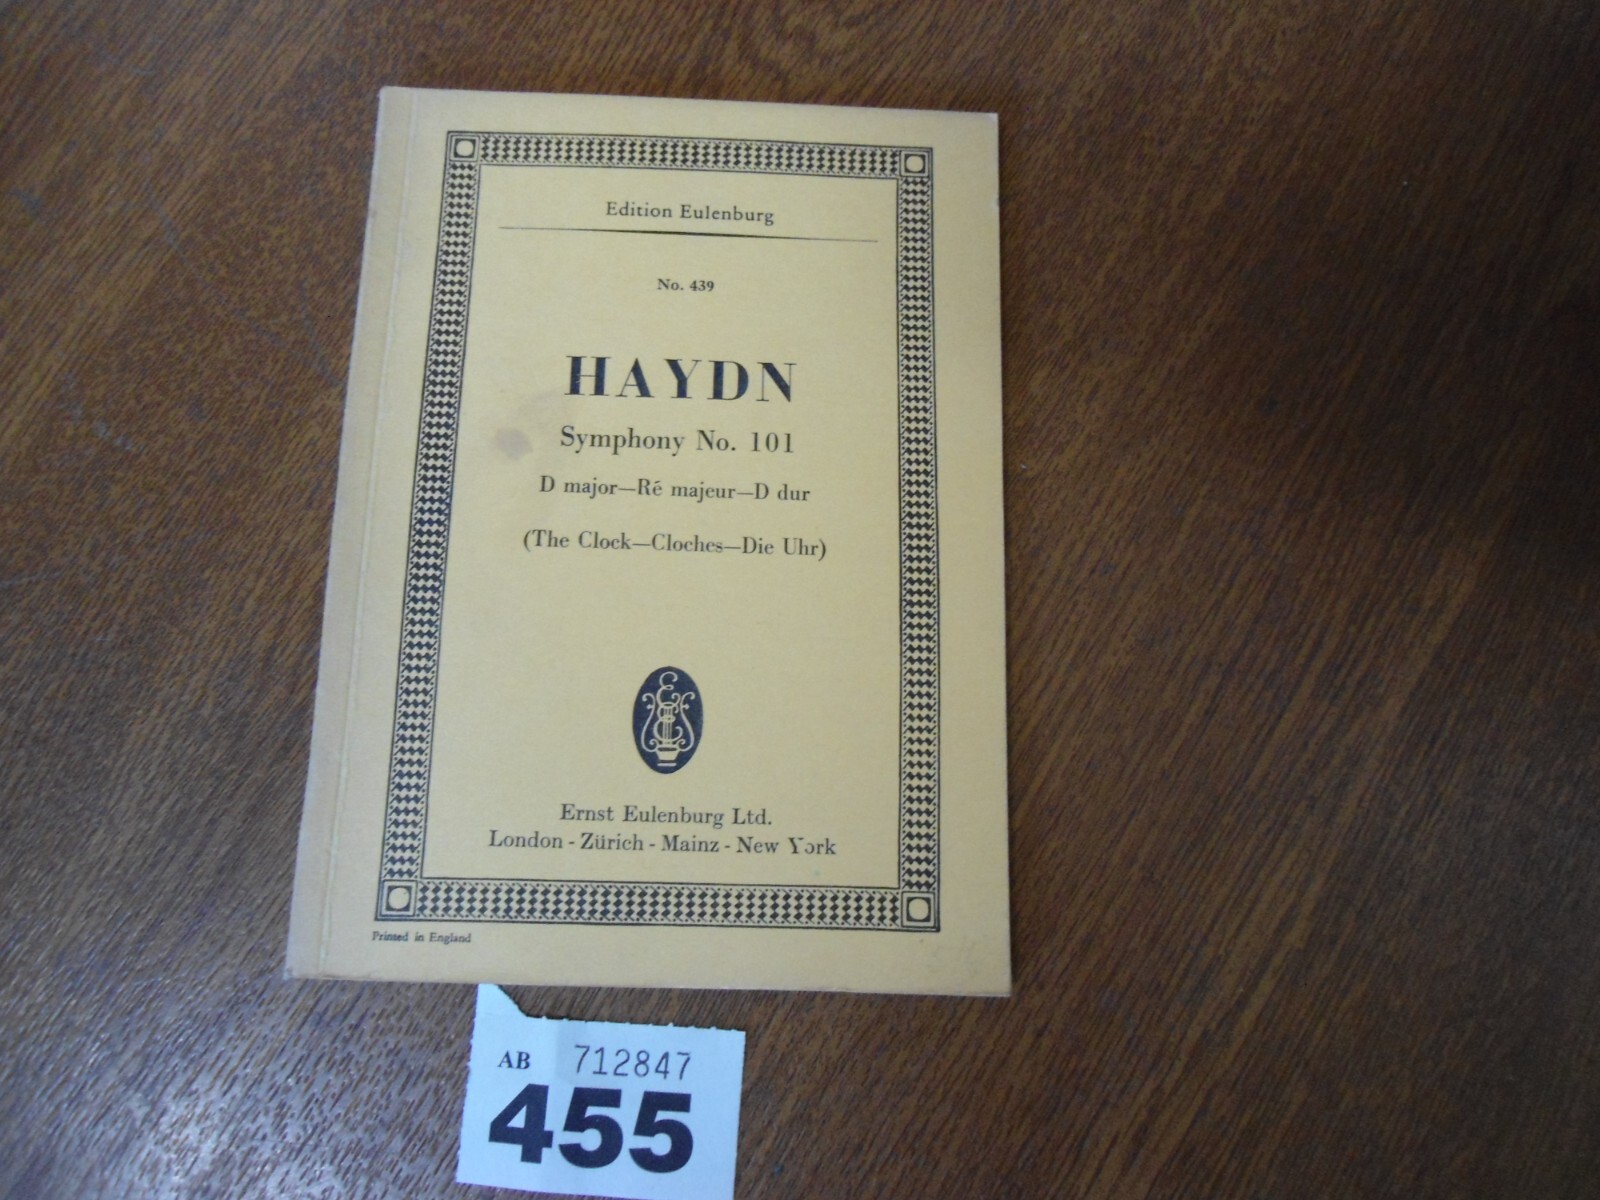 Edition Eulenburg
No. 439
HAYDN
Symphony No. 101
D major—Ré majeur—D dur
(The Clock—Cloches—Die Uhr)
Ernst Eulenburg Ltd.
London - Zürich - Mainz - New York
Printed in England
AB 712847
455